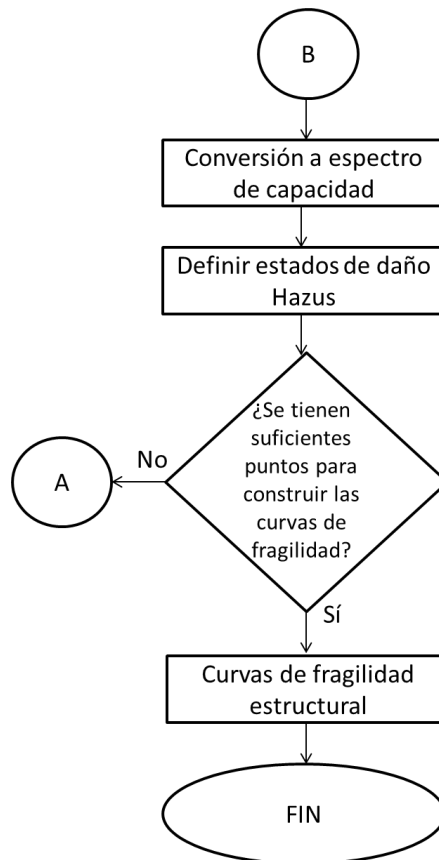 B
Conversión a espectro
de capacidad
Definir estados de daño
Hazus
¿Se tienen
suficientes
puntos para
construir las
curvas de
fragilidad?
No
A
Sí
Curvas de fragilidad
estructural
FIN